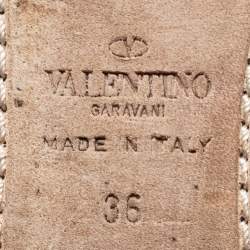 VALENTINO
GARAVANI
MADE IN ITALY
36